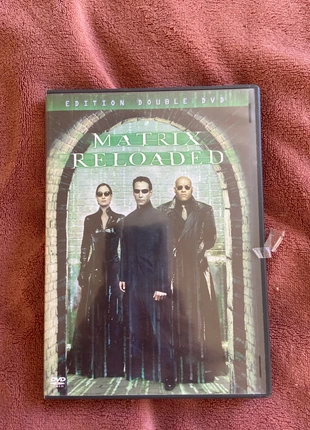 EDITION DOUBLE DVD
MATRIX
RELOADED
DVD